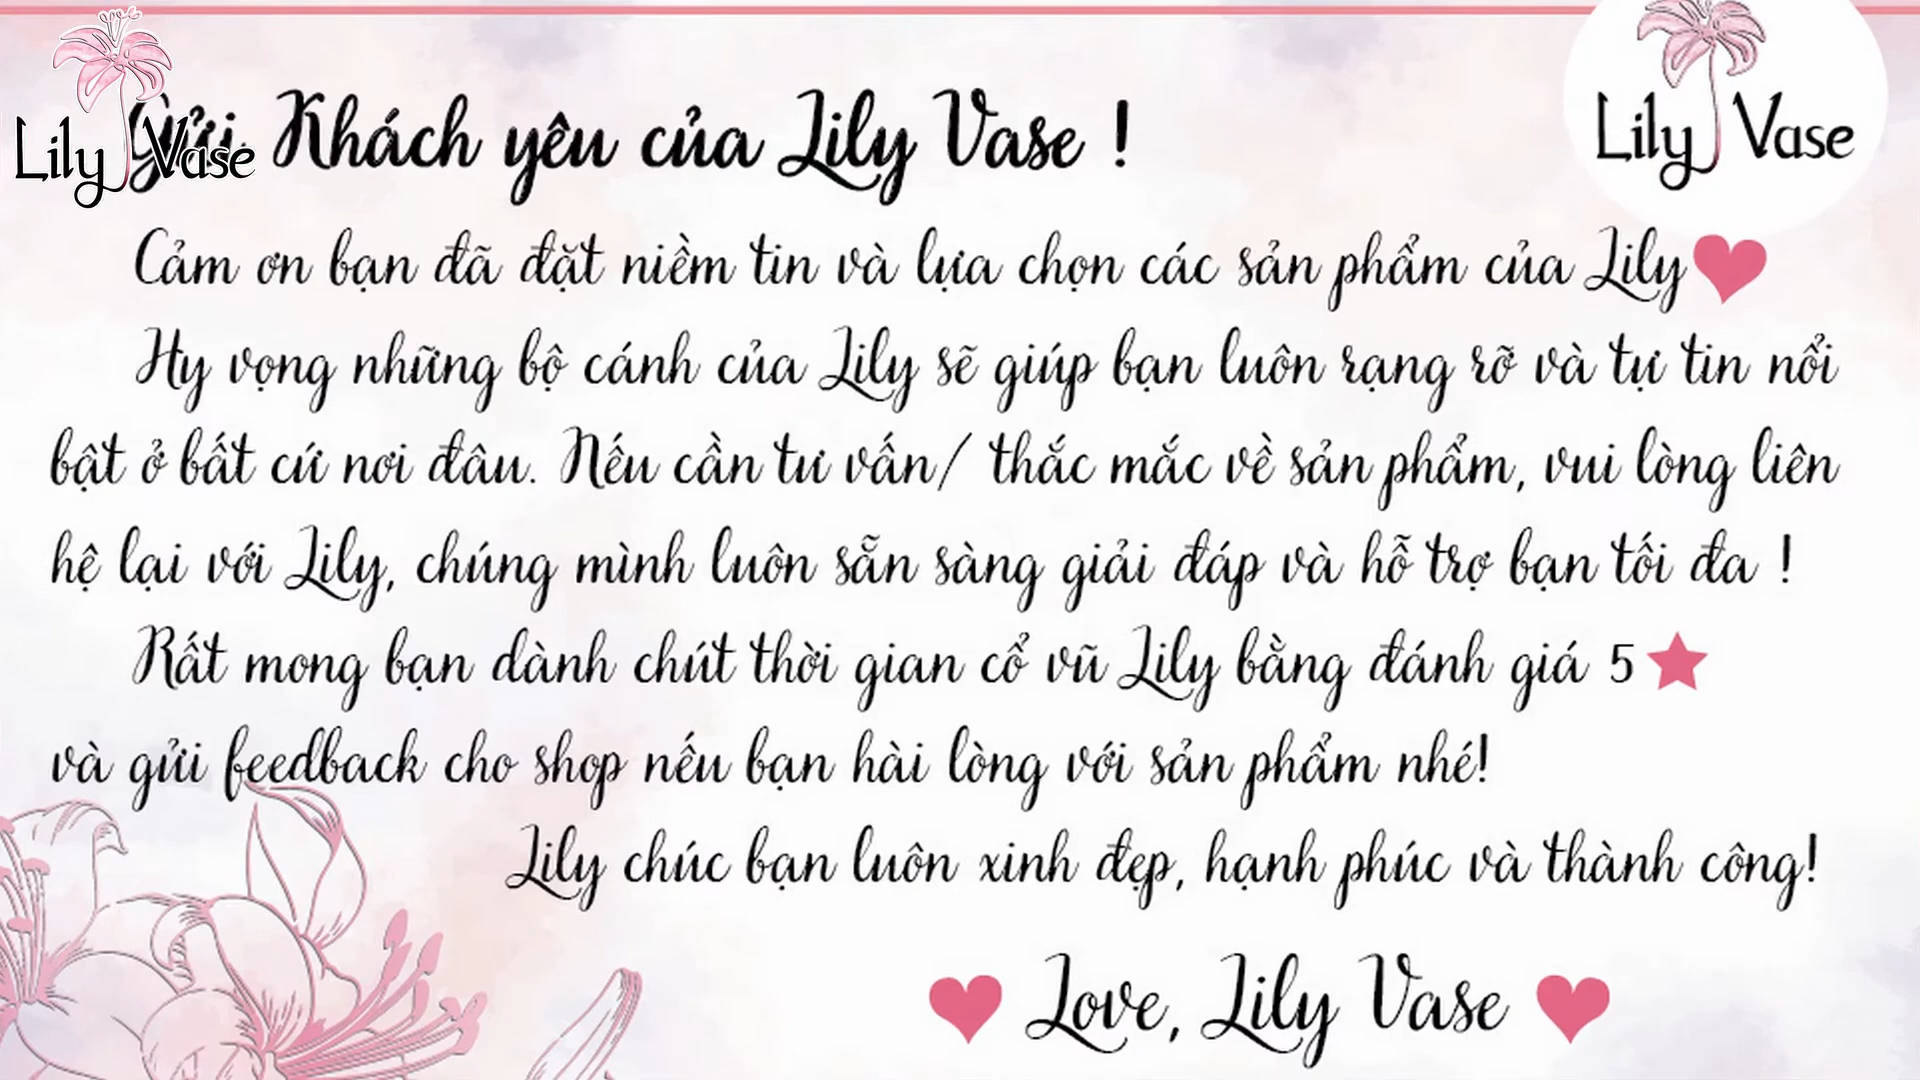 Lily Vase
Lily Vase
Gửi Khách yêu của Lily Vase !
Cảm ơn bạn đã đặt niềm tin và lựa chọn các sản phẩm của Lily
Hy vọng những bộ cánh của Lily sẽ giúp bạn luôn rạng rỡ và tự tin nổi
bật ở bất cứ nơi đâu. Nếu cần tư vấn/ thắc mắc về sản phẩm, vui lòng liên
hệ lại với Lily, chúng mình luôn sẵn sàng giải đáp và hỗ trợ bạn tối đa !
Rất mong bạn dành chút thời gian cổ vũ Lily bằng đánh giá 5
và gửi feedback cho shop nếu bạn hài lòng với sản phẩm nhé!
Lily chúc bạn luôn xinh đẹp, hạnh phúc và thành công!
Love, Lily Vase